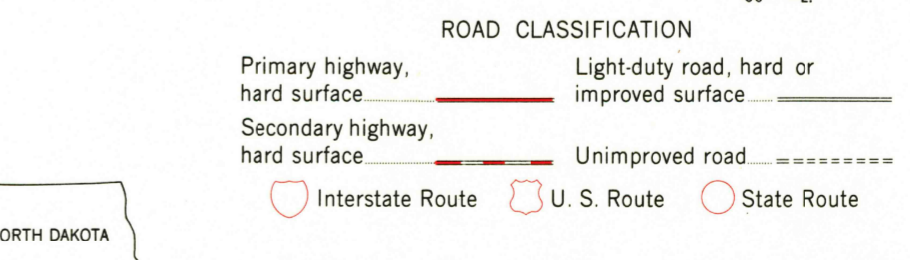 ROAD CLASSIFICATION
Primary highway,
hard surface
Light-duty road, hard or
improved surface
Secondary highway,
hard surface
Unimproved road
Interstate Route
U. S. Route
State Route
ORTH DAKOTA